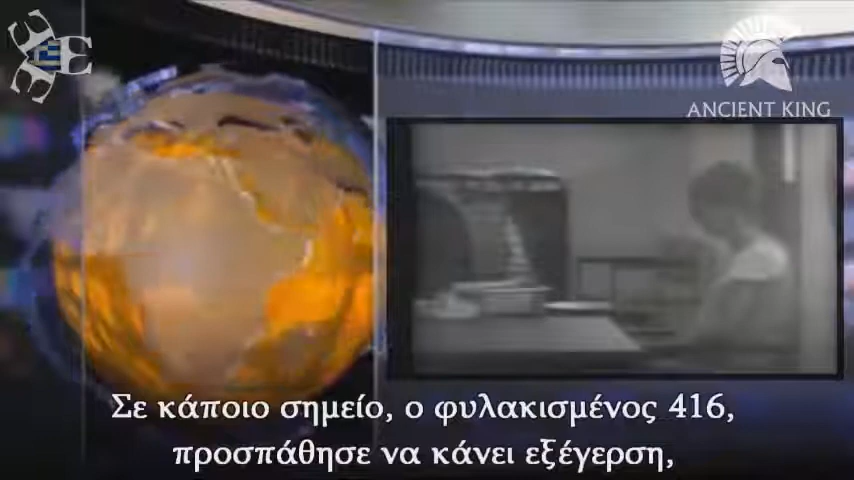 ANCIENT KING
Σε κάποιο σημείο, ο φυλακισμένος 416,
προσπάθησε να κάνει εξέγερση,